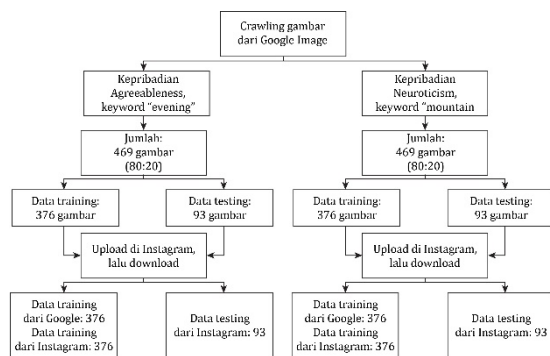 Crawling gambar
dari Google Image
Kepribadian
Agreeableness,
keyword "evening"
Kepribadian
Neuroticism,
keyword "mountain
Jumlah:
469 gambar
(80:20)
Jumlah:
469 gambar
(80:20)
Data training:
376 gambar
Data testing:
93 gambar
Data training:
376 gambar
Data testing:
93 gambar
Upload di Instagram,
lalu download
Upload di Instagram,
lalu download
Data training
dari Google: 376
Data training
dari Instagram: 376
Data testing
dari Instagram: 93
Data training
dari Google: 376
Data training
dari Instagram: 376
Data testing
dari Instagram: 93